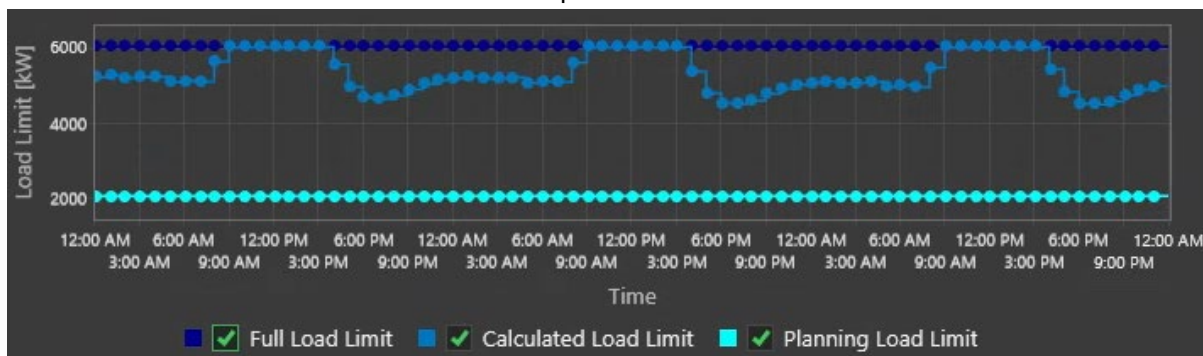 Load Limit [kW]
6000
4000
2000
12:00 AM 6:00 AM 12:00 PM 6:00 PM 12:00 AM 6:00 AM 12:00 PM 6:00 PM 12:00 AM 6:00 AM 12:00 PM 6:00 PM 12:00 AM
3:00 AM 9:00 AM 3:00 PM 9:00 PM 3:00 AM 9:00 AM 3:00 PM 9:00 PM 3:00 AM 9:00 AM 3:00 PM 9:00 PM
Time
Full Load Limit Calculated Load Limit Planning Load Limit